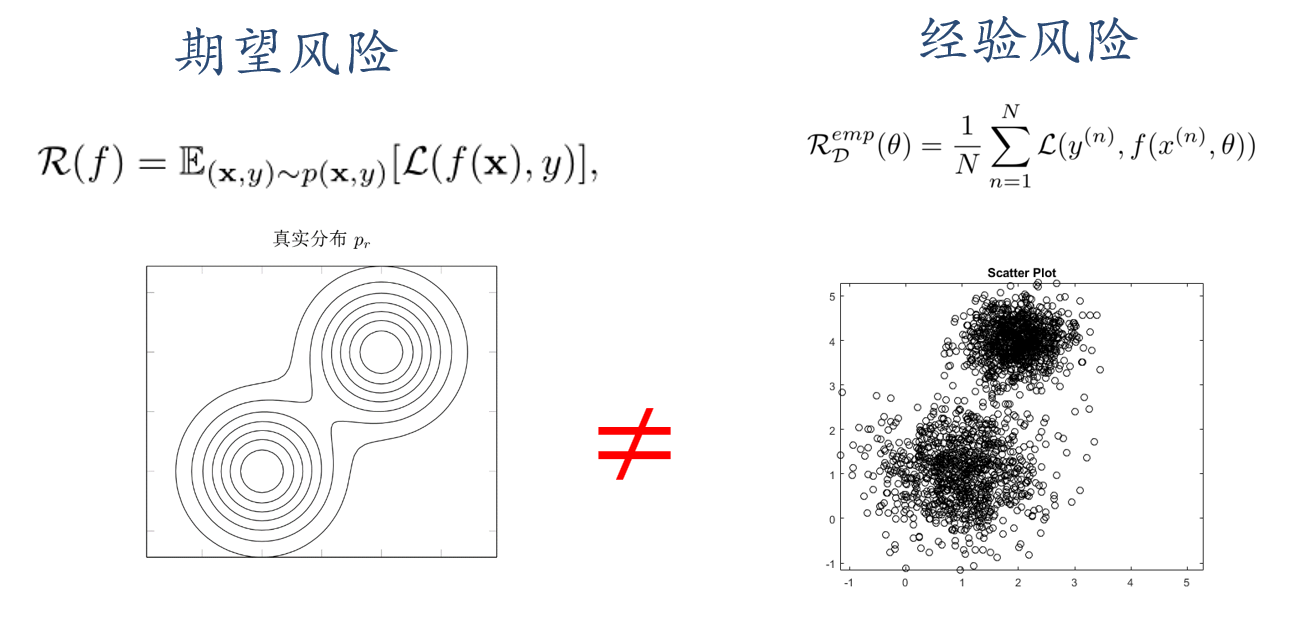 期望风险
经验风险
$\mathcal{R}(f) = \mathbb{E}_{(\mathbf{x},y)\sim p(\mathbf{x},y)}[\mathcal{L}(f(\mathbf{x}), y)],$
$\mathcal{R}_{\mathcal{D}}^{emp}(\theta) = \frac{1}{N}\sum_{n=1}^{N}\mathcal{L}(y^{(n)}, f(x^{(n)}, \theta))$
真实分布 $p_r$
≠
Scatter Plot
5
4
3
2
1
0
-1
-1 0 1 2 3 4 5